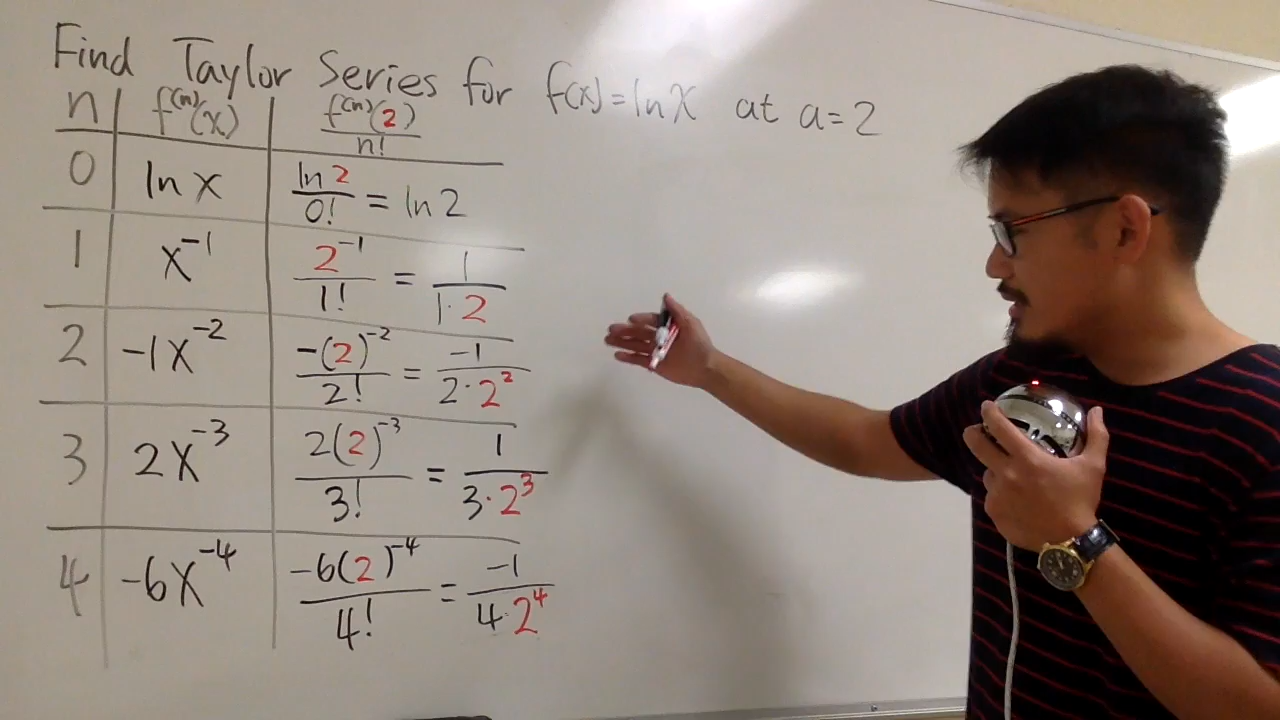 Find Taylor Series for f(x)=ln x at a=2
n | f⁽ⁿ⁾(x) | f⁽ⁿ⁾(2)/n!
0 | ln x | ln 2/0! = ln 2
1 | x⁻¹ | 2⁻¹/1! = 1/(1·2)
2 | -1x⁻² | -(2)⁻²/2! = -1/(2·2²)
3 | 2x⁻³ | 2(2)⁻³/3! = 1/(3·2³)
4 | -6x⁻⁴ | -6(2)⁻⁴/4! = -1/(4·2⁴)